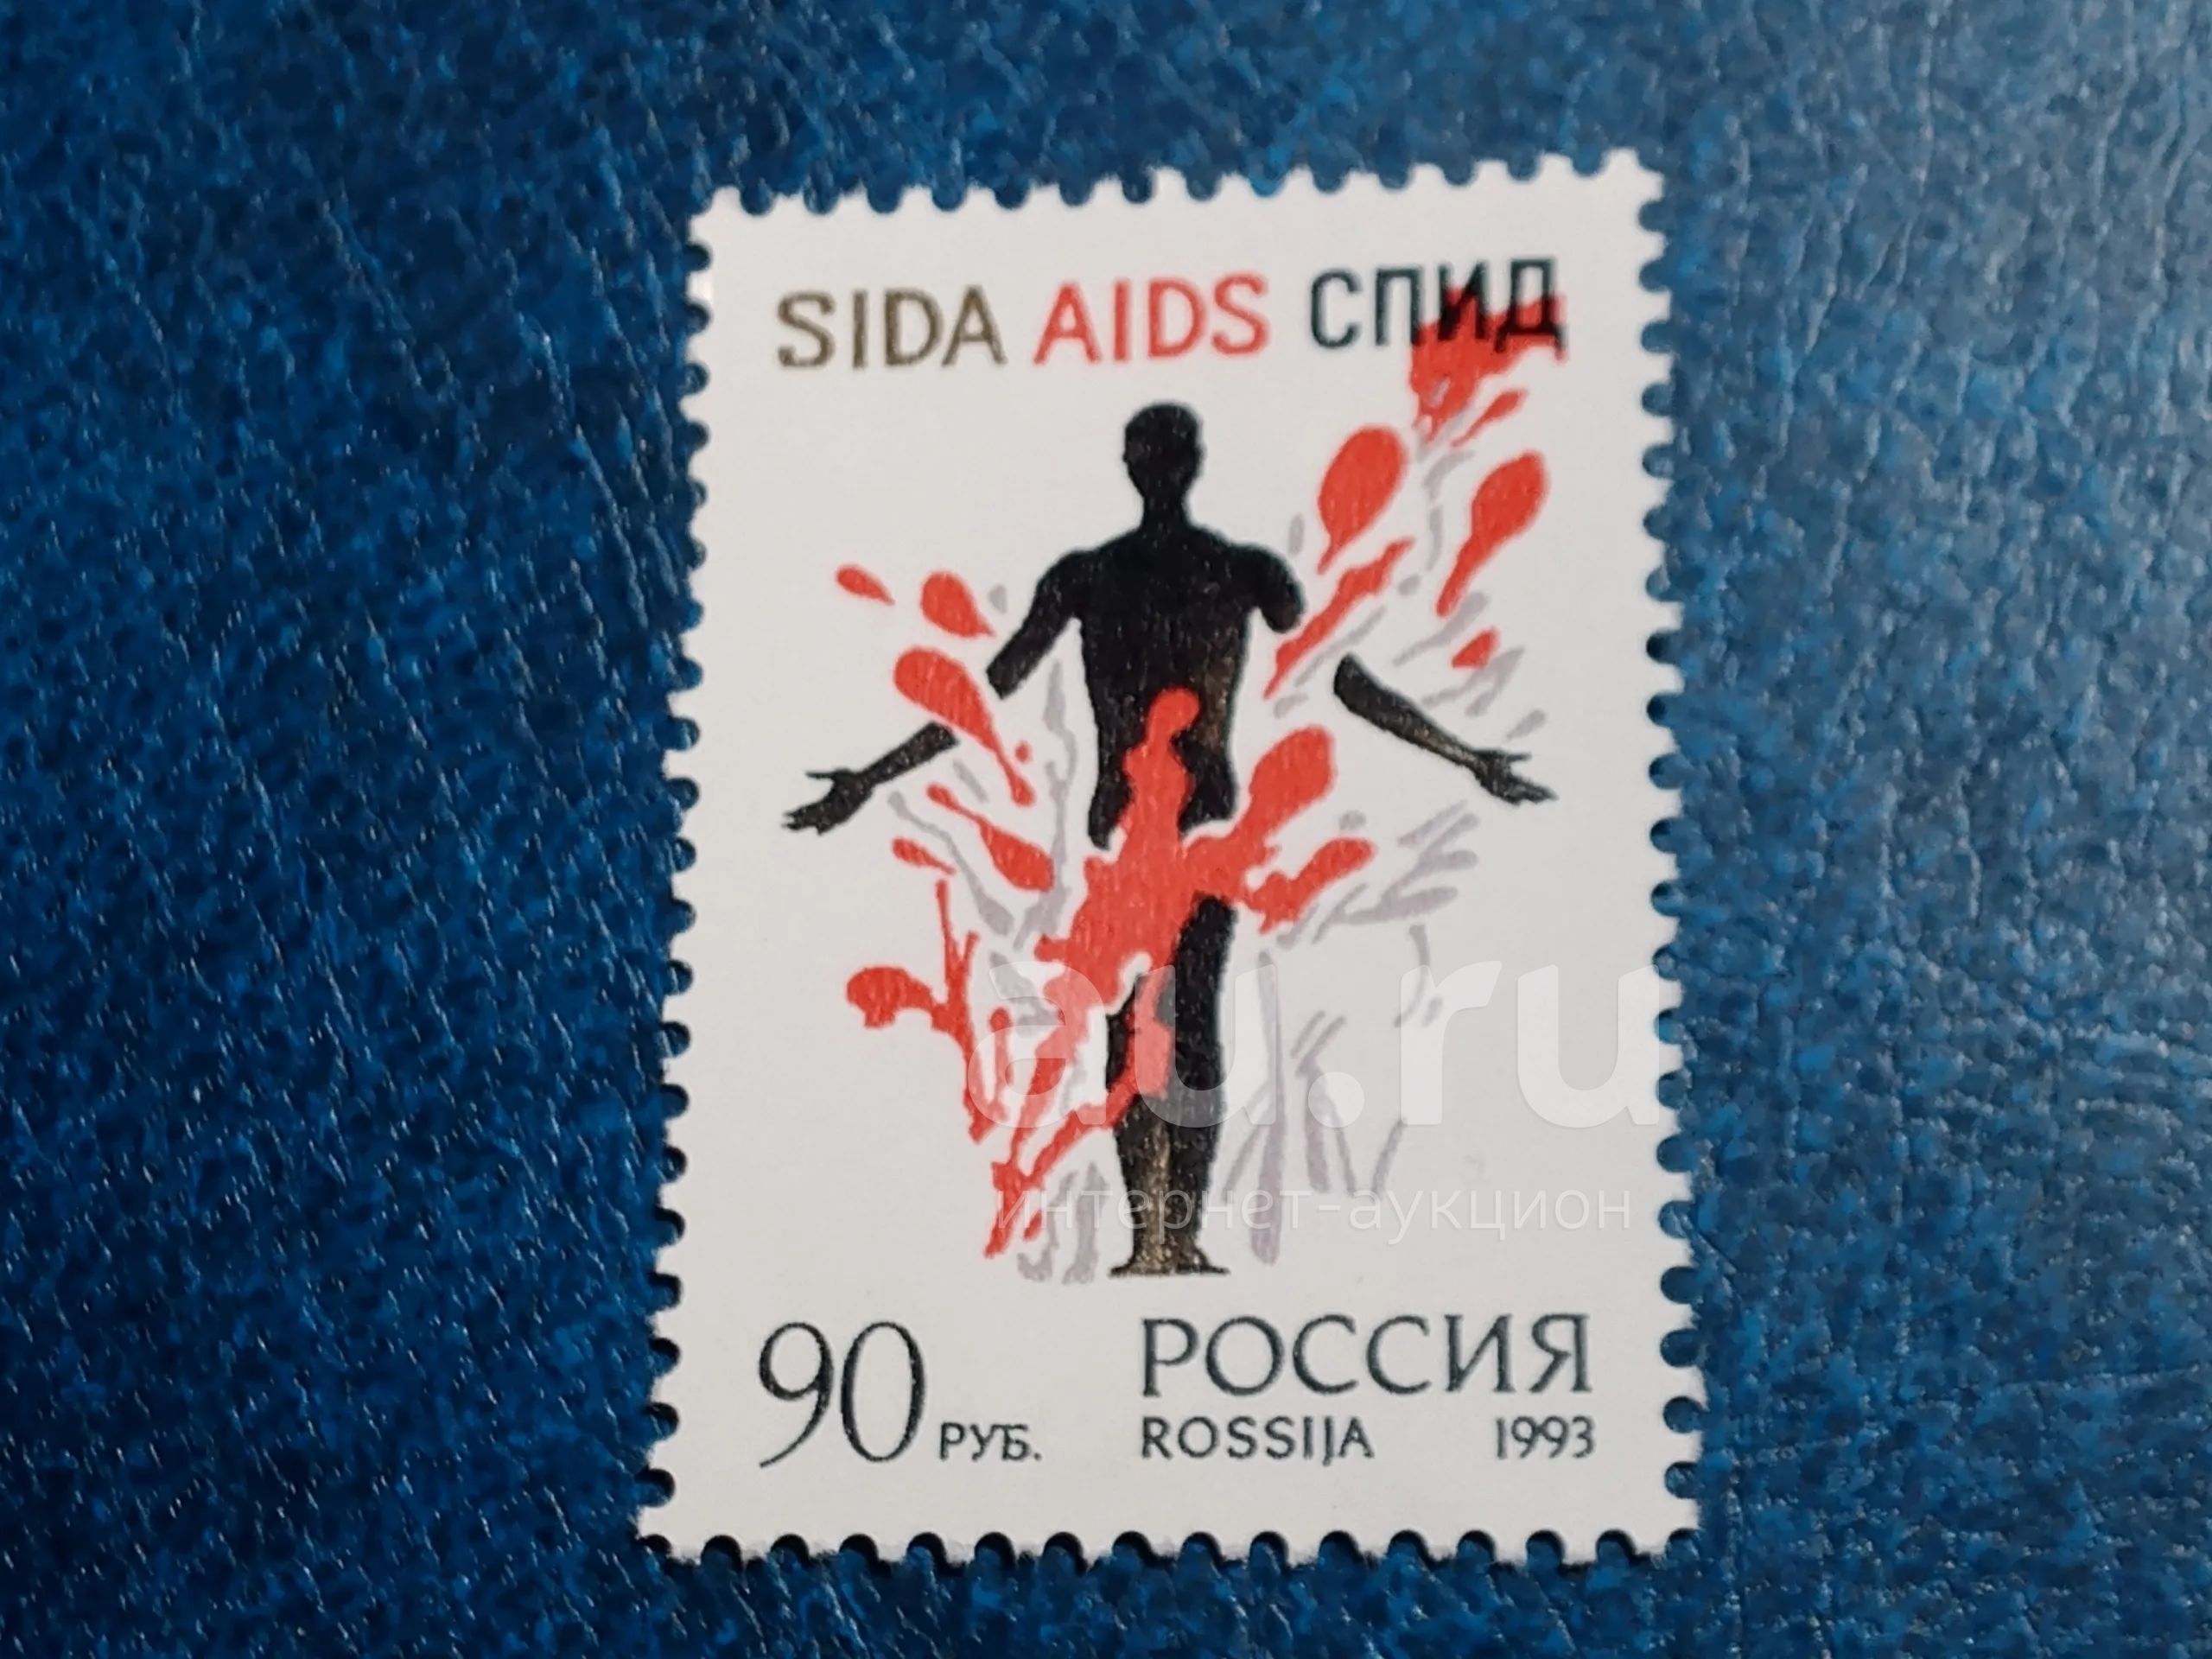 SIDA AIDS СПИД
au.ru
интернет-аукцион
90 РУБ. РОССИЯ
ROSSIJA 1993